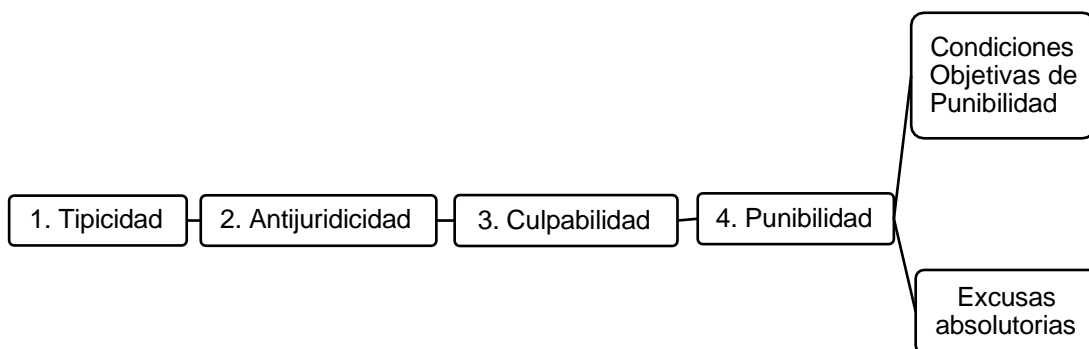 Condiciones
Objetivas de
Punibilidad
1. Tipicidad
2. Antijuridicidad
3. Culpabilidad
4. Punibilidad
Excusas
absolutorias